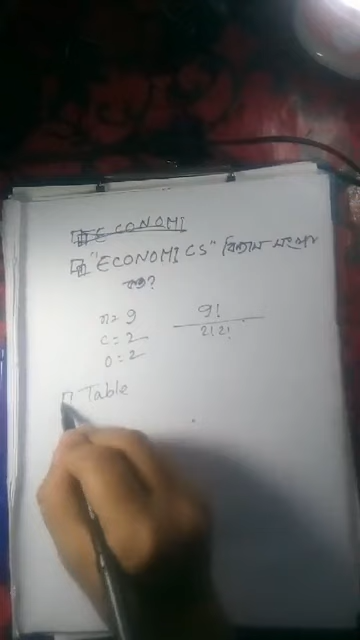 ECONOMI
"ECONOMICS" বিন্যাস সংখ্যা
কত?
n = 9
C = 2
O = 2
9!
2! 2!
Table